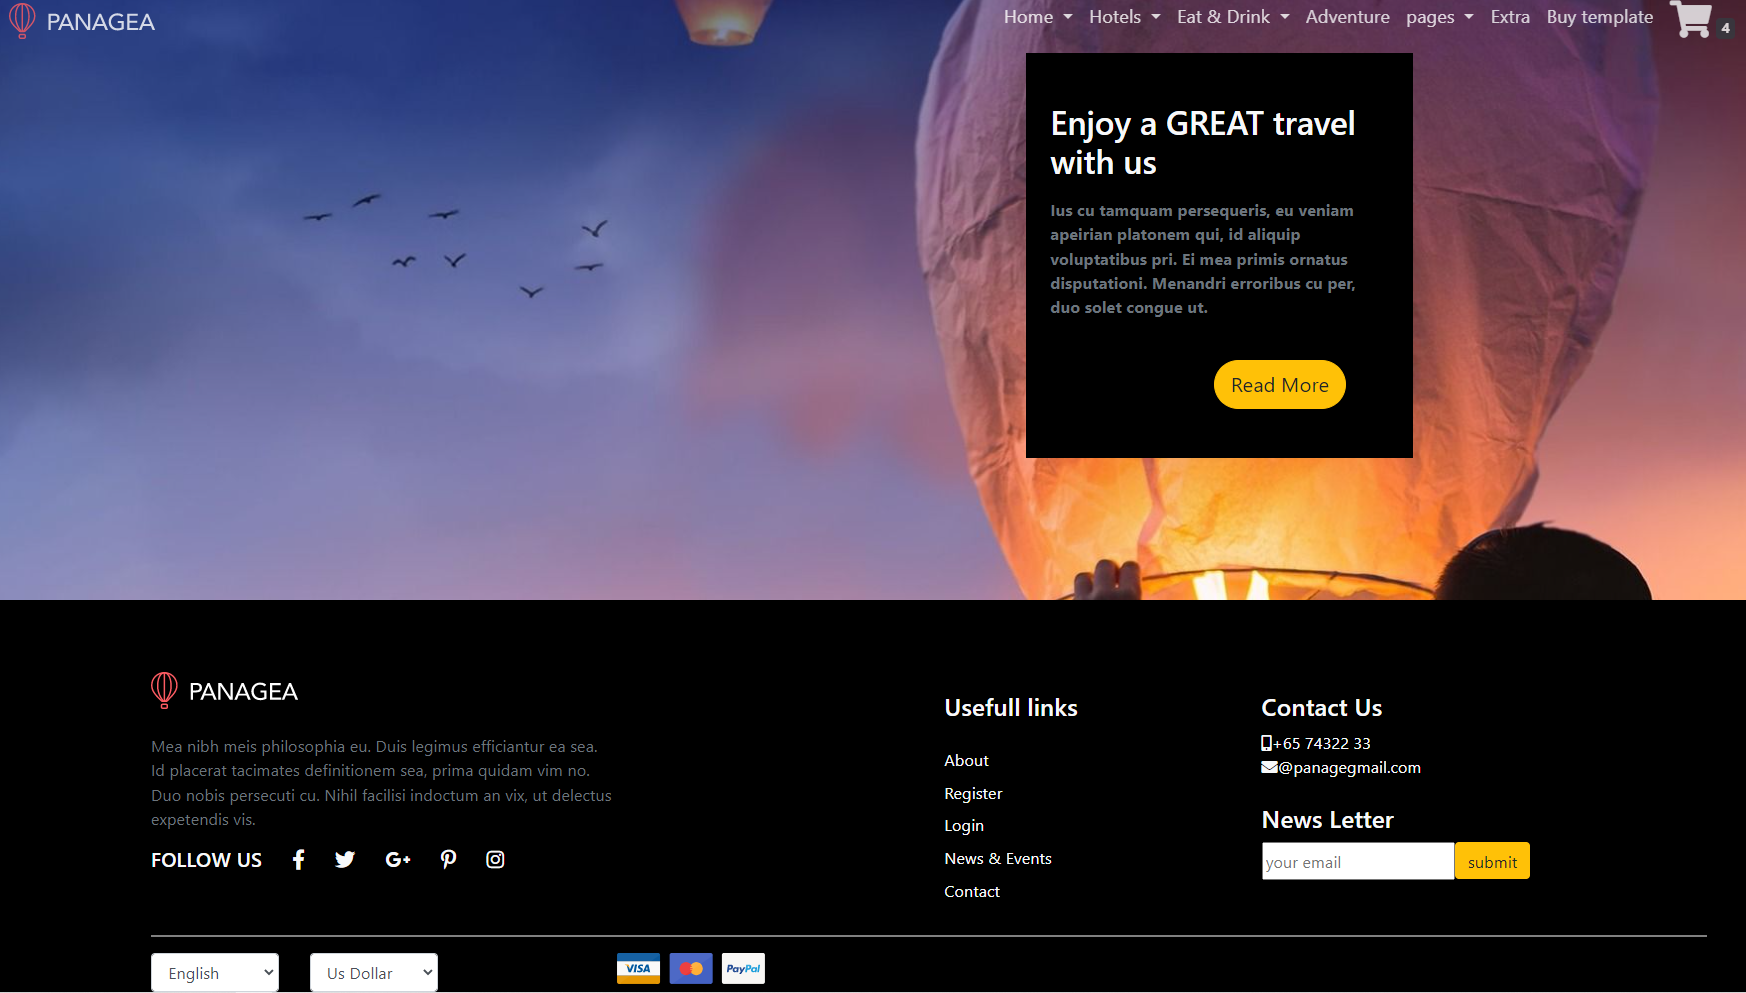 PANAGEA
Home Hotels Eat & Drink Adventure pages Extra Buy template 4
Enjoy a GREAT travel
with us
Ius cu tamquam persequeris, eu veniam
apeirian platonem qui, id aliquip
voluptatibus pri. Ei mea primis ornatus
disputationi. Menandri erroribus cu per,
duo solet congue ut.
Read More
PANAGEA
Mea nibh meis philosophia eu. Duis legimus efficiantur ea sea.
Id placerat tacimates definitionem sea, prima quidam vim no.
Duo nobis persecuti cu. Nihil facilisi indoctum an vix, ut delectus
expetendis vis.
FOLLOW US
Usefull links
About
Register
Login
News & Events
Contact
Contact Us
+65 74322 33
@panagegmail.com
News Letter
your email submit
English Us Dollar VISA PayPal